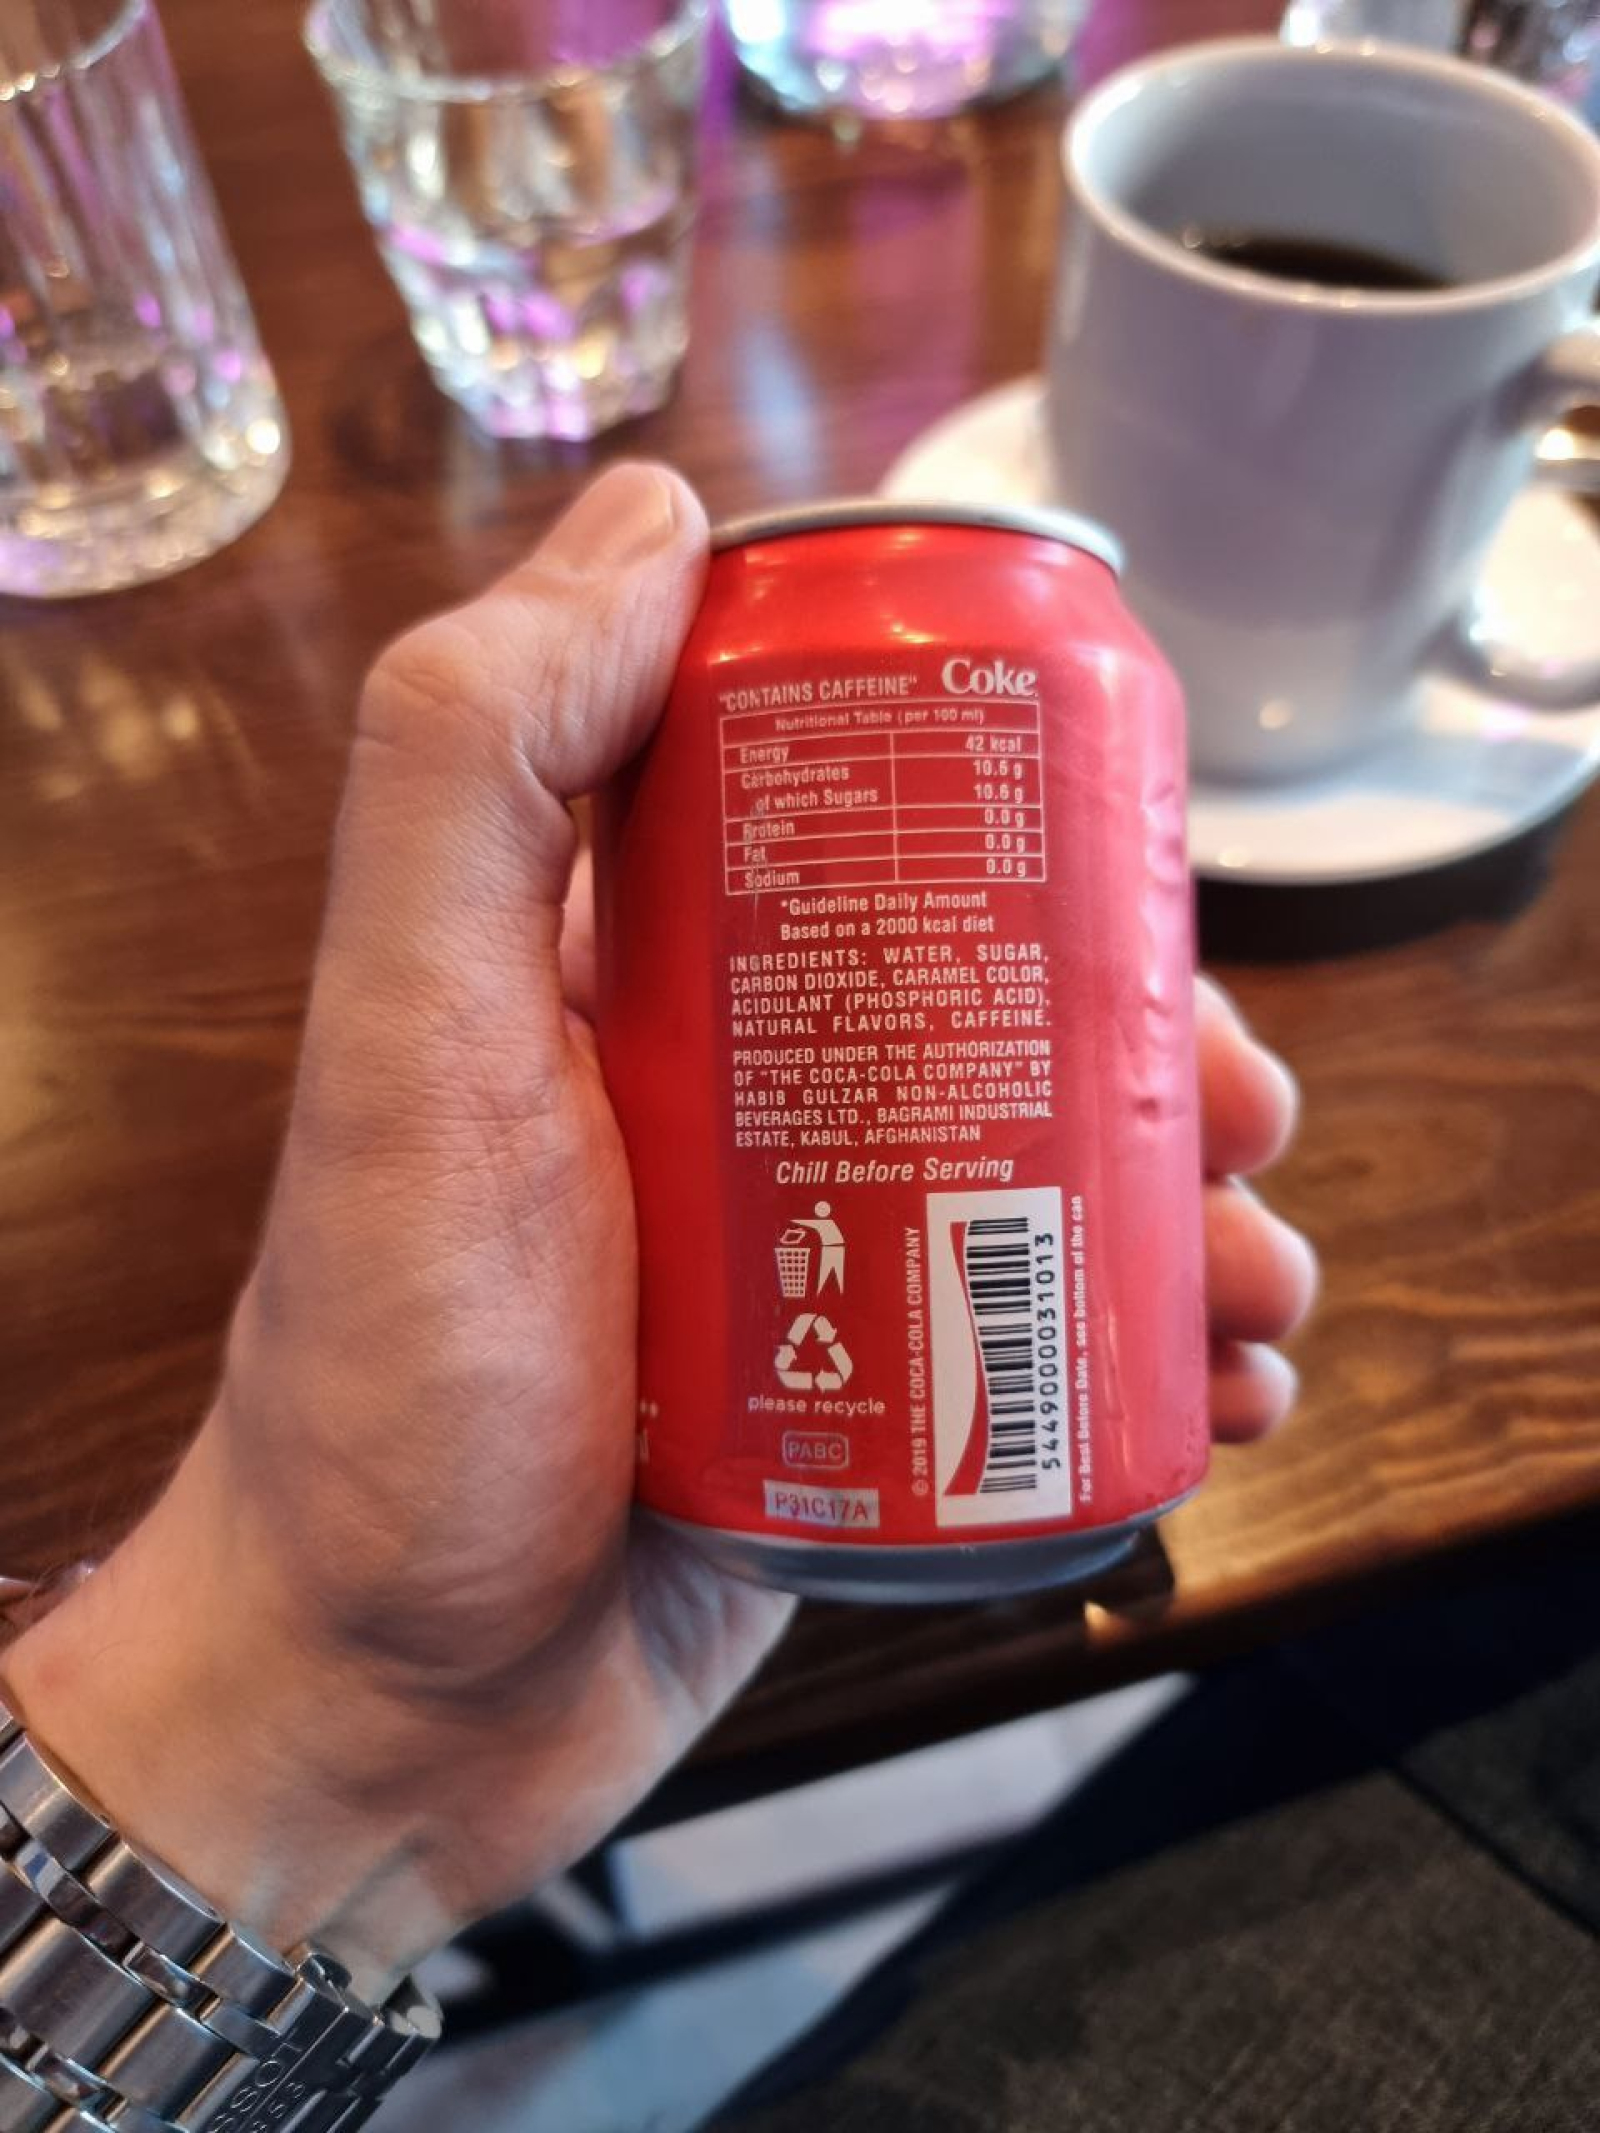 "CONTAINS CAFFEINE" Coke
Nutritional Table (per 100 ml)
Energy 42 kcal
Carbohydrates 10.6 g
of which Sugars 10.6 g
Protein 0.0 g
Fat 0.0 g
Sodium 0.0 g
*Guideline Daily Amount
Based on a 2000 kcal diet
INGREDIENTS: WATER, SUGAR,
CARBON DIOXIDE, CARAMEL COLOR,
ACIDULANT (PHOSPHORIC ACID),
NATURAL FLAVORS, CAFFEINE.
PRODUCED UNDER THE AUTHORIZATION
OF "THE COCA-COLA COMPANY" BY
HABIB GULZAR NON-ALCOHOLIC
BEVERAGES LTD., BAGRAMI INDUSTRIAL
ESTATE, KABUL, AFGHANISTAN
Chill Before Serving
please recycle
PABC
P31C17A
© 2019 THE COCA-COLA COMPANY
5449000031013
For Best Before Date, see bottom of the can